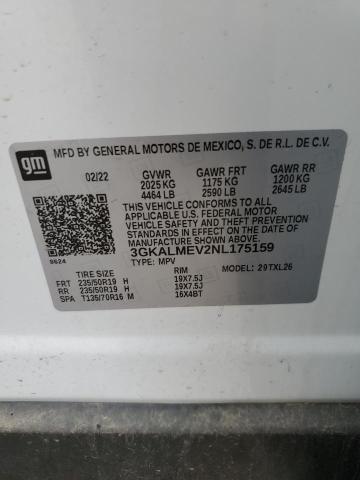 gm
MFD BY GENERAL MOTORS DE MEXICO, S. DE R.L. DE C.V.
02/22 GVWR GAWR FRT GAWR RR
2025 KG 1175 KG 1200 KG
4464 LB 2590 LB 2645 LB
THIS VEHICLE CONFORMS TO ALL
APPLICABLE U.S. FEDERAL MOTOR
VEHICLE SAFETY AND THEFT PREVENTION
STANDARDS IN EFFECT ON THE DATE OF
MANUFACTURE SHOWN ABOVE.
3GKALMEV2NL175159
8624 TYPE: MPV MODEL: 29TXL26
TIRE SIZE RIM
FRT 235/50R19 H 19X7.5J
RR 235/50R19 H 19X7.5J
SPA T135/70R16 M 16X4BT